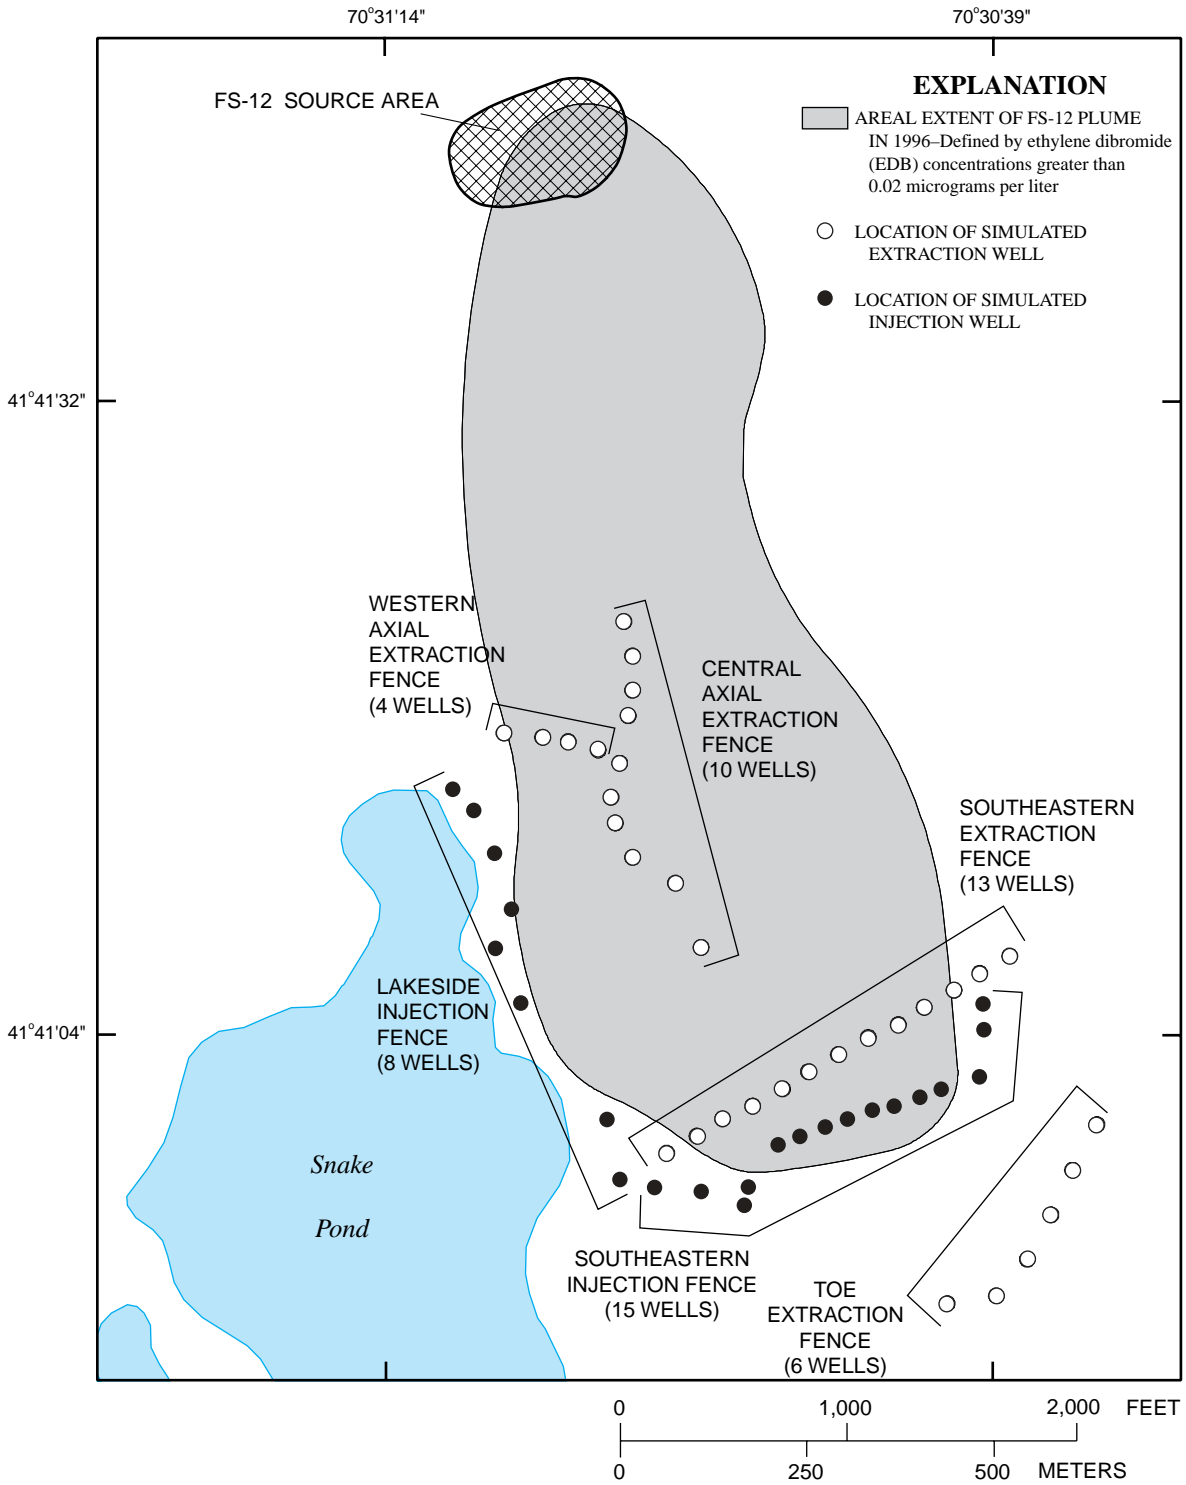 70°31'14"
70°30'39"
FS-12 SOURCE AREA
EXPLANATION
AREAL EXTENT OF FS-12 PLUME
IN 1996–Defined by ethylene dibromide
(EDB) concentrations greater than
0.02 micrograms per liter
LOCATION OF SIMULATED
EXTRACTION WELL
LOCATION OF SIMULATED
INJECTION WELL
41°41'32"
WESTERN
AXIAL
EXTRACTION
FENCE
(4 WELLS)
CENTRAL
AXIAL
EXTRACTION
FENCE
(10 WELLS)
SOUTHEASTERN
EXTRACTION
FENCE
(13 WELLS)
LAKESIDE
INJECTION
FENCE
(8 WELLS)
41°41'04"
Snake
Pond
SOUTHEASTERN
INJECTION FENCE
(15 WELLS)
TOE
EXTRACTION
FENCE
(6 WELLS)
0 1,000 2,000 FEET
0 250 500 METERS